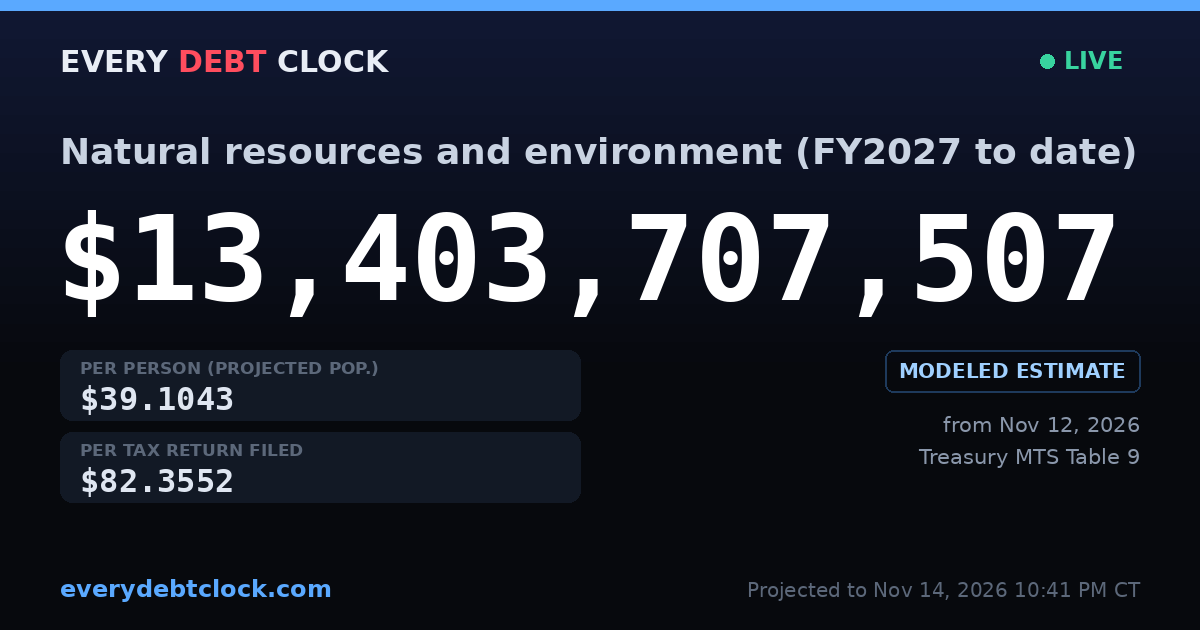 EVERY DEBT CLOCK
LIVE
Natural resources and environment (FY2027 to date)
$13,403,707,507
PER PERSON (PROJECTED POP.)
$39.1043
PER TAX RETURN FILED
$82.3552
MODELED ESTIMATE
from Nov 12, 2026
Treasury MTS Table 9
everydebtclock.com
Projected to Nov 14, 2026 10:41 PM CT